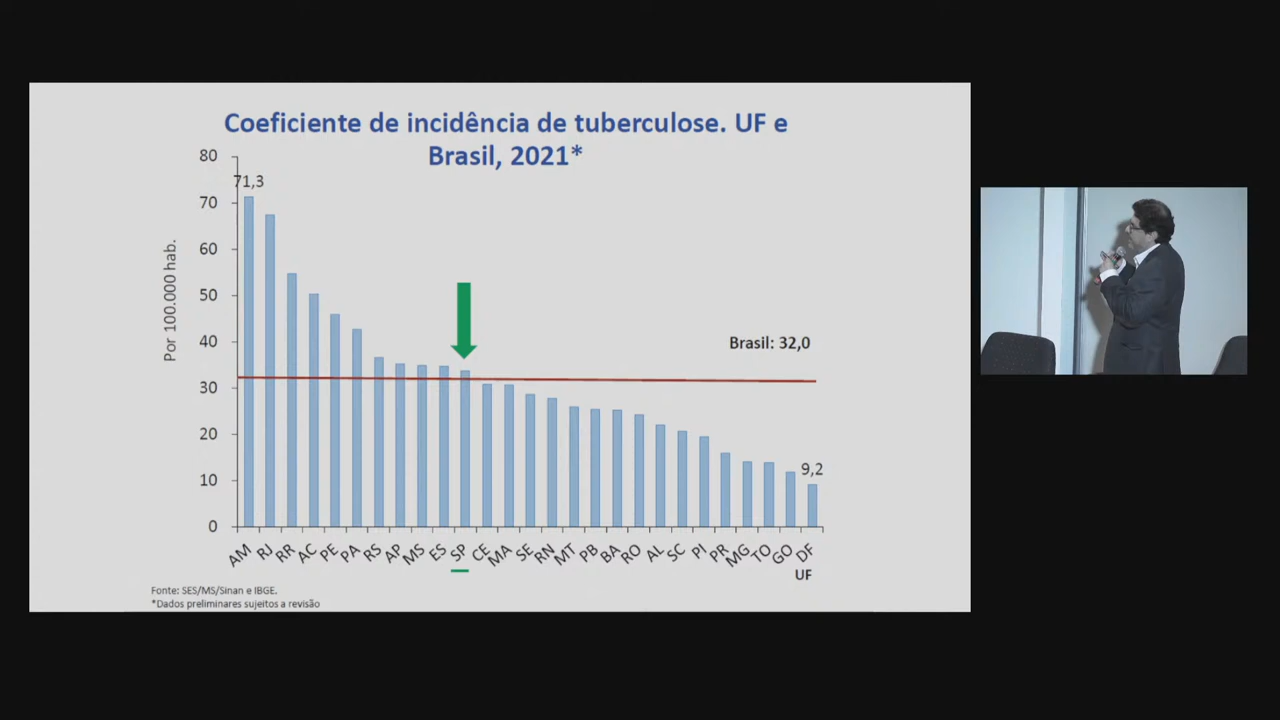 Coeficiente de incidência de tuberculose. UF e
Brasil, 2021*
Por 100.000 hab.
80
70
60
50
40
30
20
10
0
71,3
Brasil: 32,0
9,2
AM RJ RR AC PE PA RS AP MS ES SP CE MA SE RN MT PB BA RO AL SC PI PR MG TO GO DF
UF
Fonte: SES/MS/Sinan e IBGE.
*Dados preliminares sujeitos a revisão